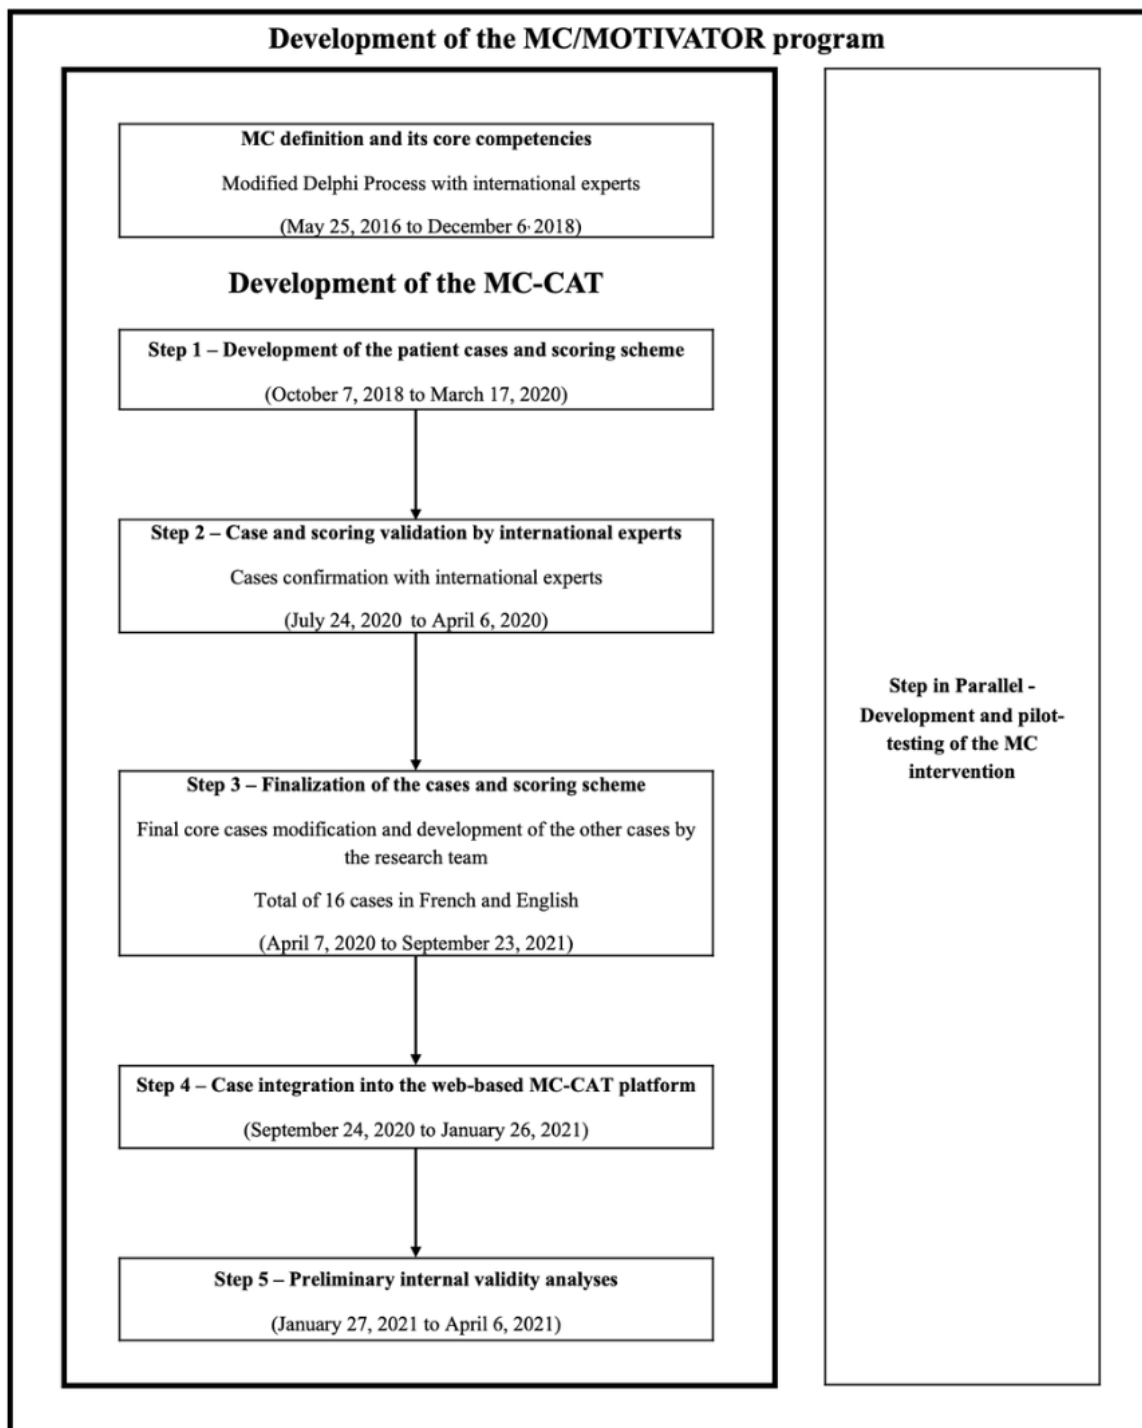 Development of the MC/MOTIVATOR program
MC definition and its core competencies
Modified Delphi Process with international experts
(May 25, 2016 to December 6, 2018)
Development of the MC-CAT
Step 1 – Development of the patient cases and scoring scheme
(October 7, 2018 to March 17, 2020)
Step 2 – Case and scoring validation by international experts
Cases confirmation with international experts
(July 24, 2020 to April 6, 2020)
Step 3 – Finalization of the cases and scoring scheme
Final core cases modification and development of the other cases by
the research team
Total of 16 cases in French and English
(April 7, 2020 to September 23, 2021)
Step 4 – Case integration into the web-based MC-CAT platform
(September 24, 2020 to January 26, 2021)
Step 5 – Preliminary internal validity analyses
(January 27, 2021 to April 6, 2021)
Step in Parallel -
Development and pilot-
testing of the MC
intervention